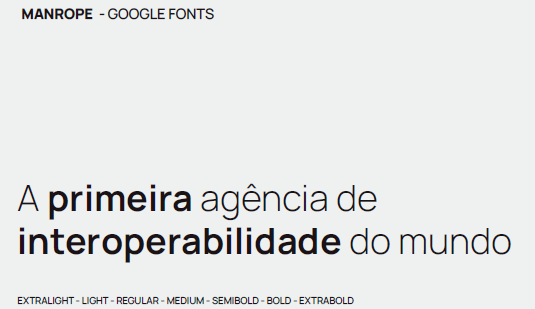 MANROPE - GOOGLE FONTS
A primeira agência de
interoperabilidade do mundo
EXTRALIGHT - LIGHT - REGULAR - MEDIUM - SEMIBOLD - BOLD - EXTRABOLD